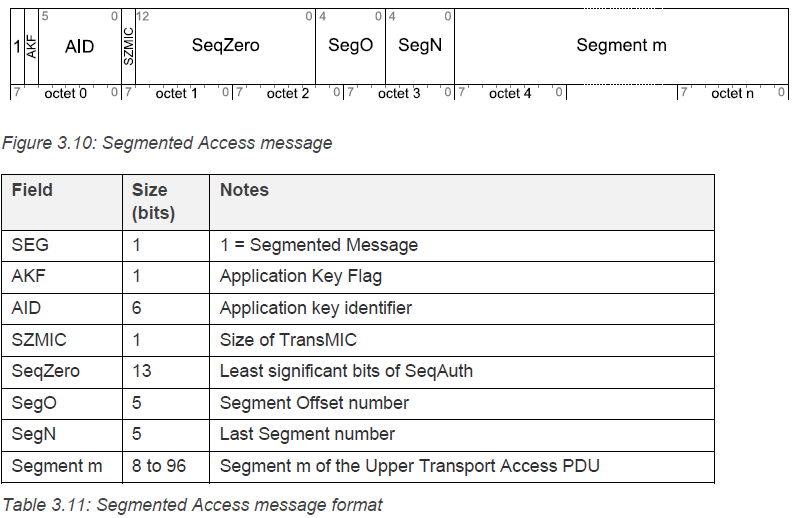 5 0 12 0 4 0 4 0
1 AKF AID SZMIC SeqZero SegO SegN Segment m
7 octet 0 0 7 octet 1 0 7 octet 2 0 7 octet 3 0 7 octet 4 0 7 octet n 0
Figure 3.10: Segmented Access message
Field Size (bits) Notes
SEG 1 1 = Segmented Message
AKF 1 Application Key Flag
AID 6 Application key identifier
SZMIC 1 Size of TransMIC
SeqZero 13 Least significant bits of SeqAuth
SegO 5 Segment Offset number
SegN 5 Last Segment number
Segment m 8 to 96 Segment m of the Upper Transport Access PDU
Table 3.11: Segmented Access message format